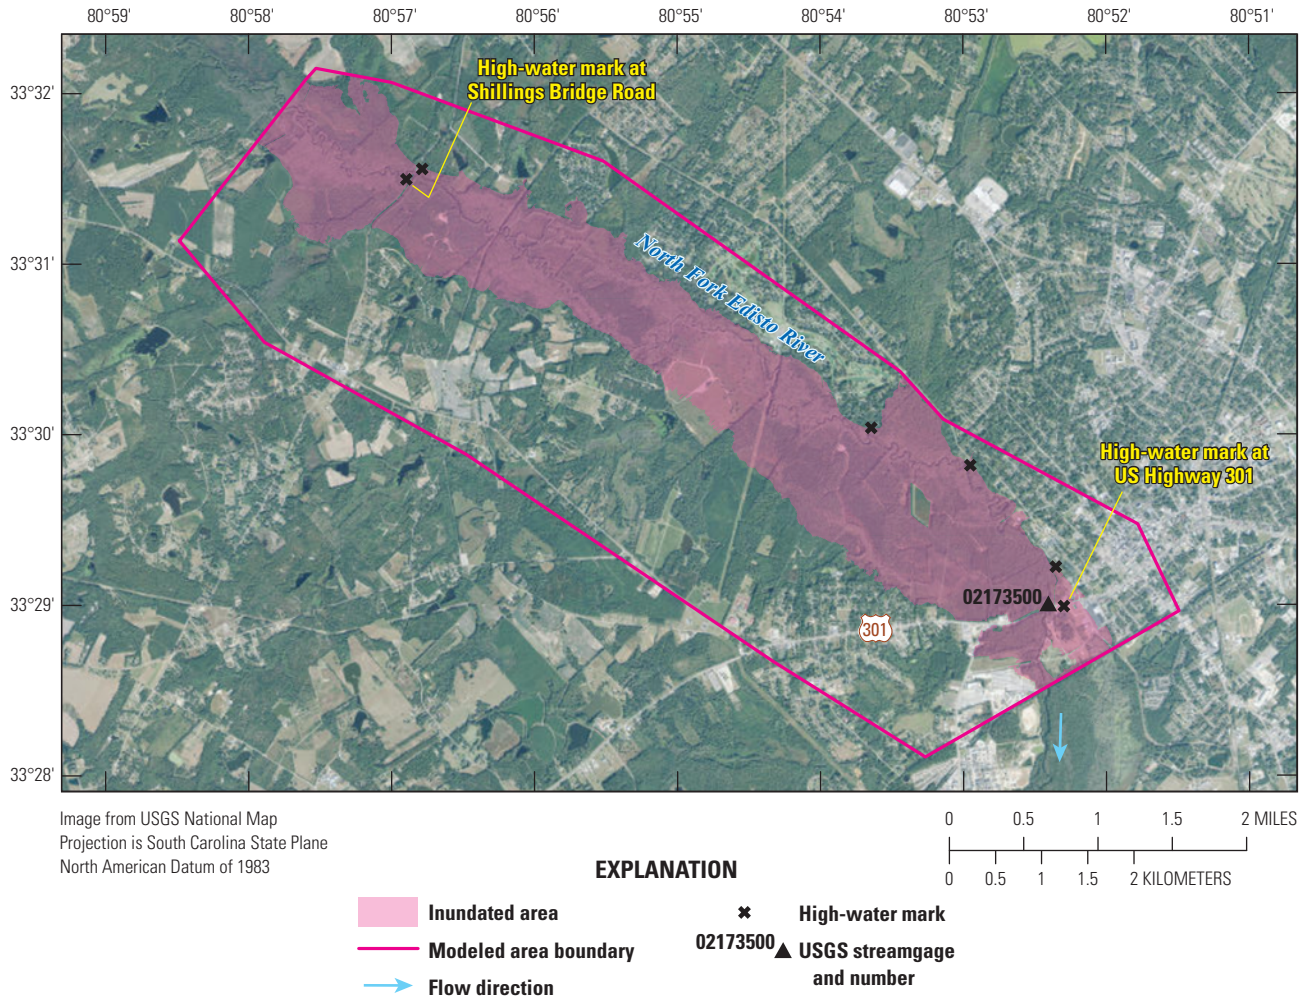 80°59' 80°58' 80°57' 80°56' 80°55' 80°54' 80°53' 80°52' 80°51'
33°32'
33°31'
33°30'
33°29'
33°28'
High-water mark at
Shillings Bridge Road
North Fork Edisto River
High-water mark at
US Highway 301
02173500
301
Image from USGS National Map
Projection is South Carolina State Plane
North American Datum of 1983
0 0.5 1 1.5 2 MILES
0 0.5 1 1.5 2 KILOMETERS
EXPLANATION
Inundated area
Modeled area boundary
Flow direction
High-water mark
02173500 USGS streamgage
and number